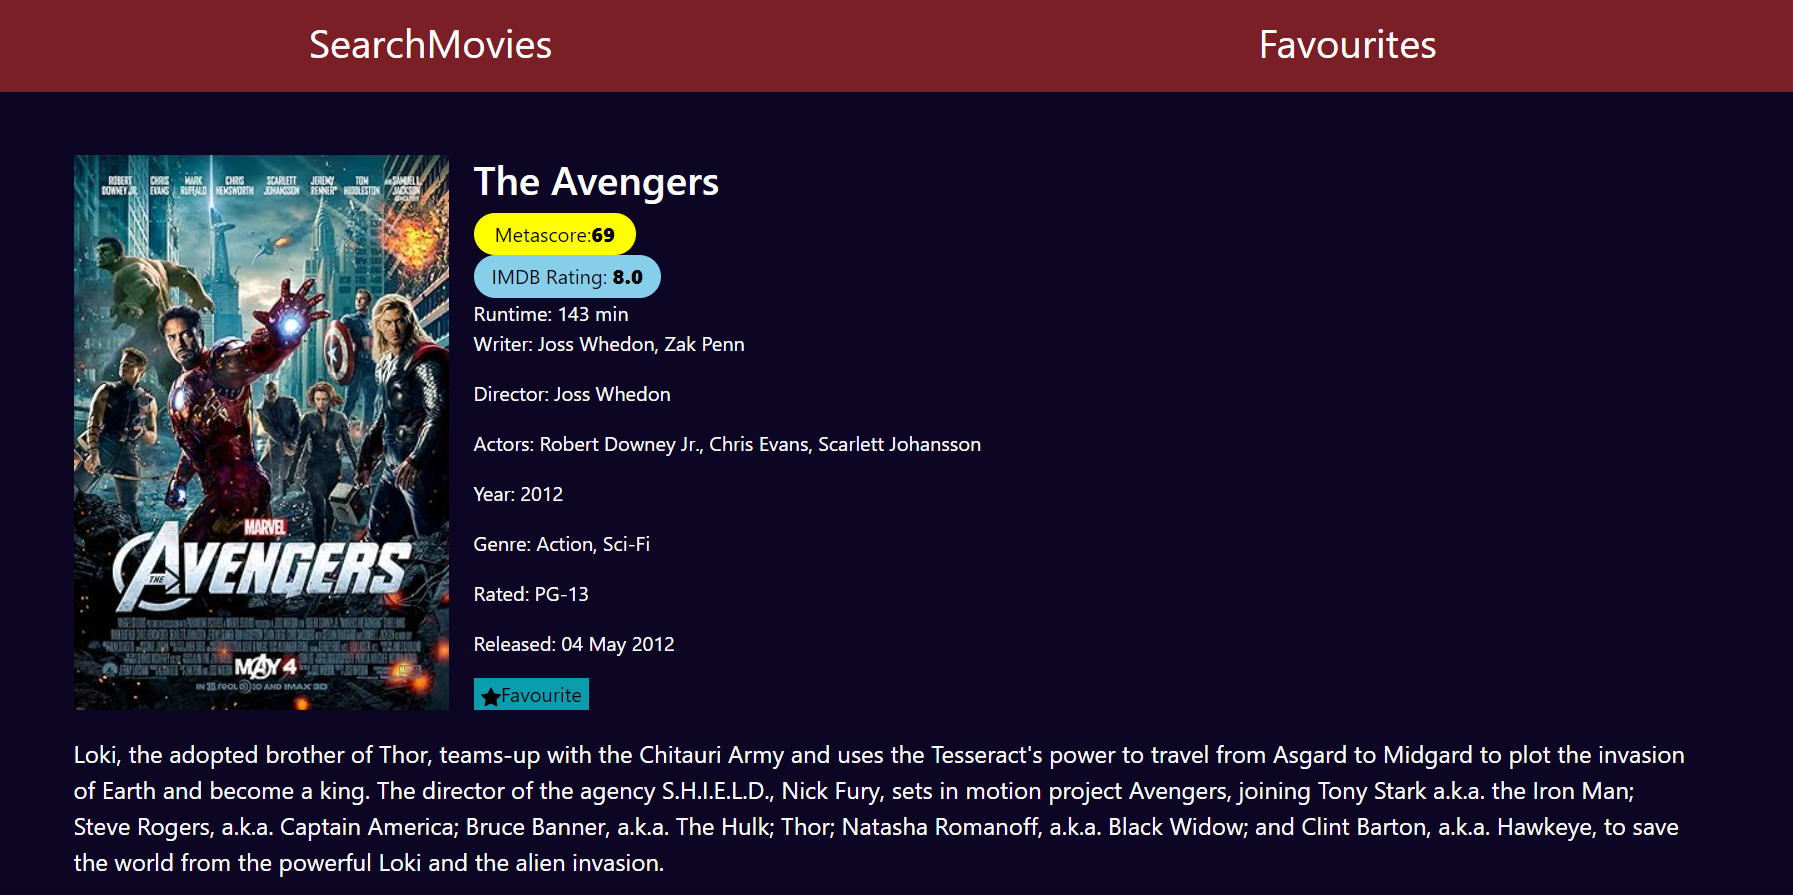 SearchMovies Favourites
ROBERT DOWNEY JR. CHRIS EVANS MARK RUFFALO CHRIS HEMSWORTH SCARLETT JOHANSSON JEREMY RENNER TOM HIDDLESTON AND SAMUEL L. JACKSON
MARVEL
THE AVENGERS
MAY 4
IN 3D, REAL D 3D AND IMAX 3D
The Avengers
Metascore:69
IMDB Rating: 8.0
Runtime: 143 min
Writer: Joss Whedon, Zak Penn
Director: Joss Whedon
Actors: Robert Downey Jr., Chris Evans, Scarlett Johansson
Year: 2012
Genre: Action, Sci-Fi
Rated: PG-13
Released: 04 May 2012
Favourite
Loki, the adopted brother of Thor, teams-up with the Chitauri Army and uses the Tesseract's power to travel from Asgard to Midgard to plot the invasion
of Earth and become a king. The director of the agency S.H.I.E.L.D., Nick Fury, sets in motion project Avengers, joining Tony Stark a.k.a. the Iron Man;
Steve Rogers, a.k.a. Captain America; Bruce Banner, a.k.a. The Hulk; Thor; Natasha Romanoff, a.k.a. Black Widow; and Clint Barton, a.k.a. Hawkeye, to save
the world from the powerful Loki and the alien invasion.